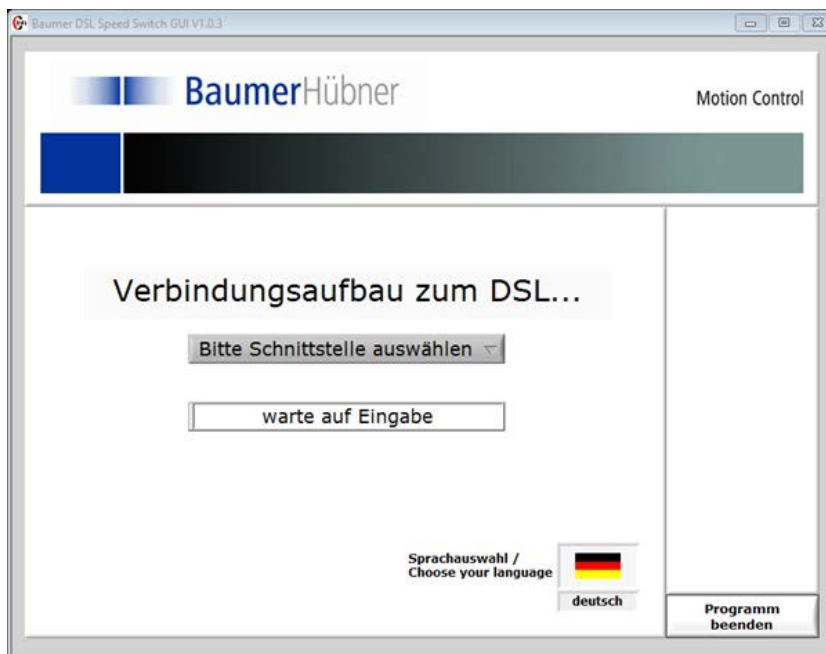 Baumer DSL Speed Switch GUI V1.0.3
BaumerHübner
Motion Control
Verbindungsaufbau zum DSL...
Bitte Schnittstelle auswählen
warte auf Eingabe
Sprachauswahl /
Choose your language
deutsch
Programm
beenden